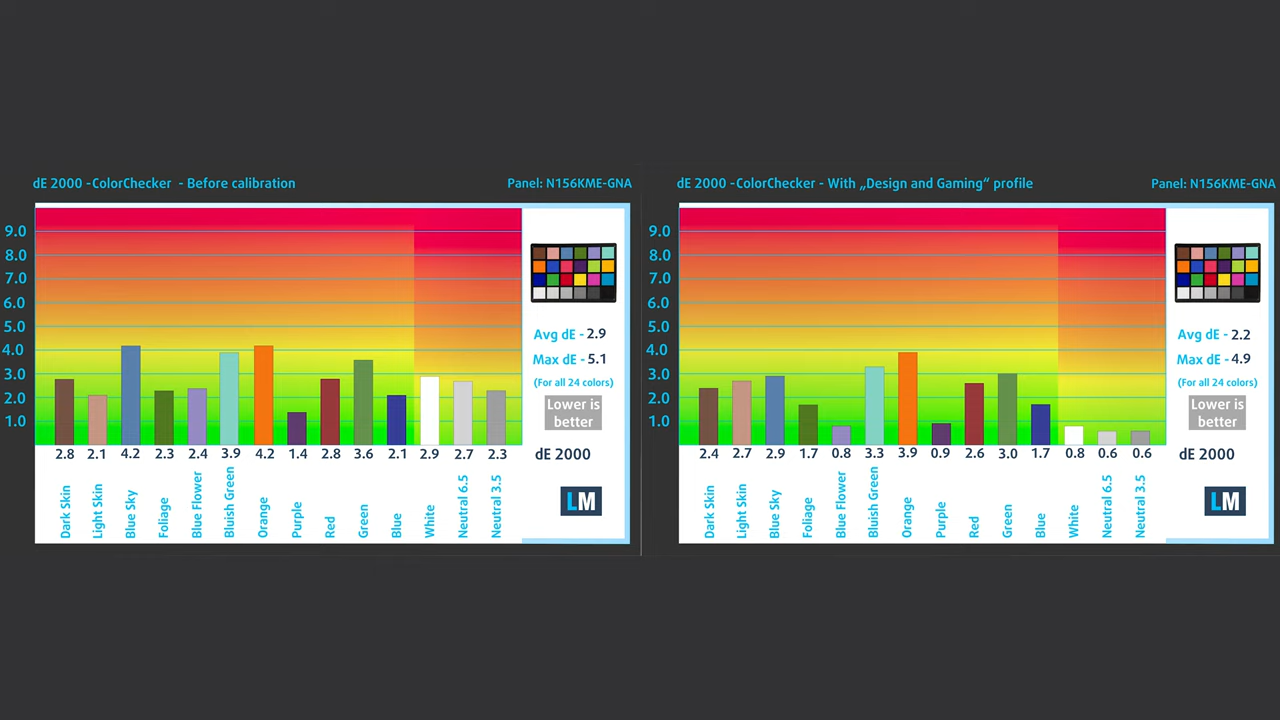 dE 2000 -ColorChecker - Before calibration
Panel: N156KME-GNA
9.0
8.0
7.0
6.0
5.0
4.0
3.0
2.0
1.0
Avg dE - 2.9
Max dE - 5.1
(For all 24 colors)
Lower is
better
2.8 2.1 4.2 2.3 2.4 3.9 4.2 1.4 2.8 3.6 2.1 2.9 2.7 2.3
dE 2000
Dark Skin
Light Skin
Blue Sky
Foliage
Blue Flower
Bluish Green
Orange
Purple
Red
Green
Blue
White
Neutral 6.5
Neutral 3.5
LM
dE 2000 -ColorChecker - With „Design and Gaming“ profile
Panel: N156KME-GNA
9.0
8.0
7.0
6.0
5.0
4.0
3.0
2.0
1.0
Avg dE - 2.2
Max dE - 4.9
(For all 24 colors)
Lower is
better
2.4 2.7 2.9 1.7 0.8 3.3 3.9 0.9 2.6 3.0 1.7 0.8 0.6 0.6
dE 2000
Dark Skin
Light Skin
Blue Sky
Foliage
Blue Flower
Bluish Green
Orange
Purple
Red
Green
Blue
White
Neutral 6.5
Neutral 3.5
LM